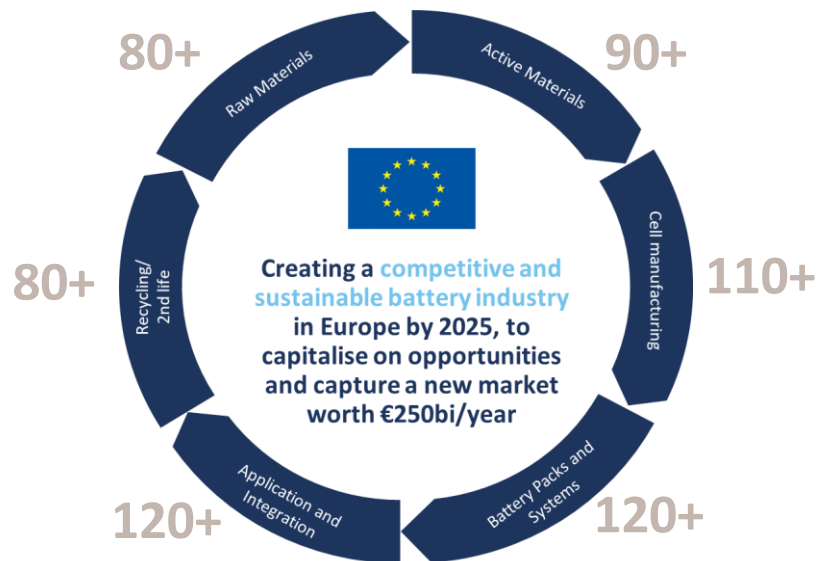 80+
Raw Materials
Active Materials
90+
Cell manufacturing
110+
Battery Packs and
Systems
120+
Application and
Integration
120+
Recycling/
2nd life
80+
Creating a competitive and
sustainable battery industry
in Europe by 2025, to
capitalise on opportunities
and capture a new market
worth €250bi/year